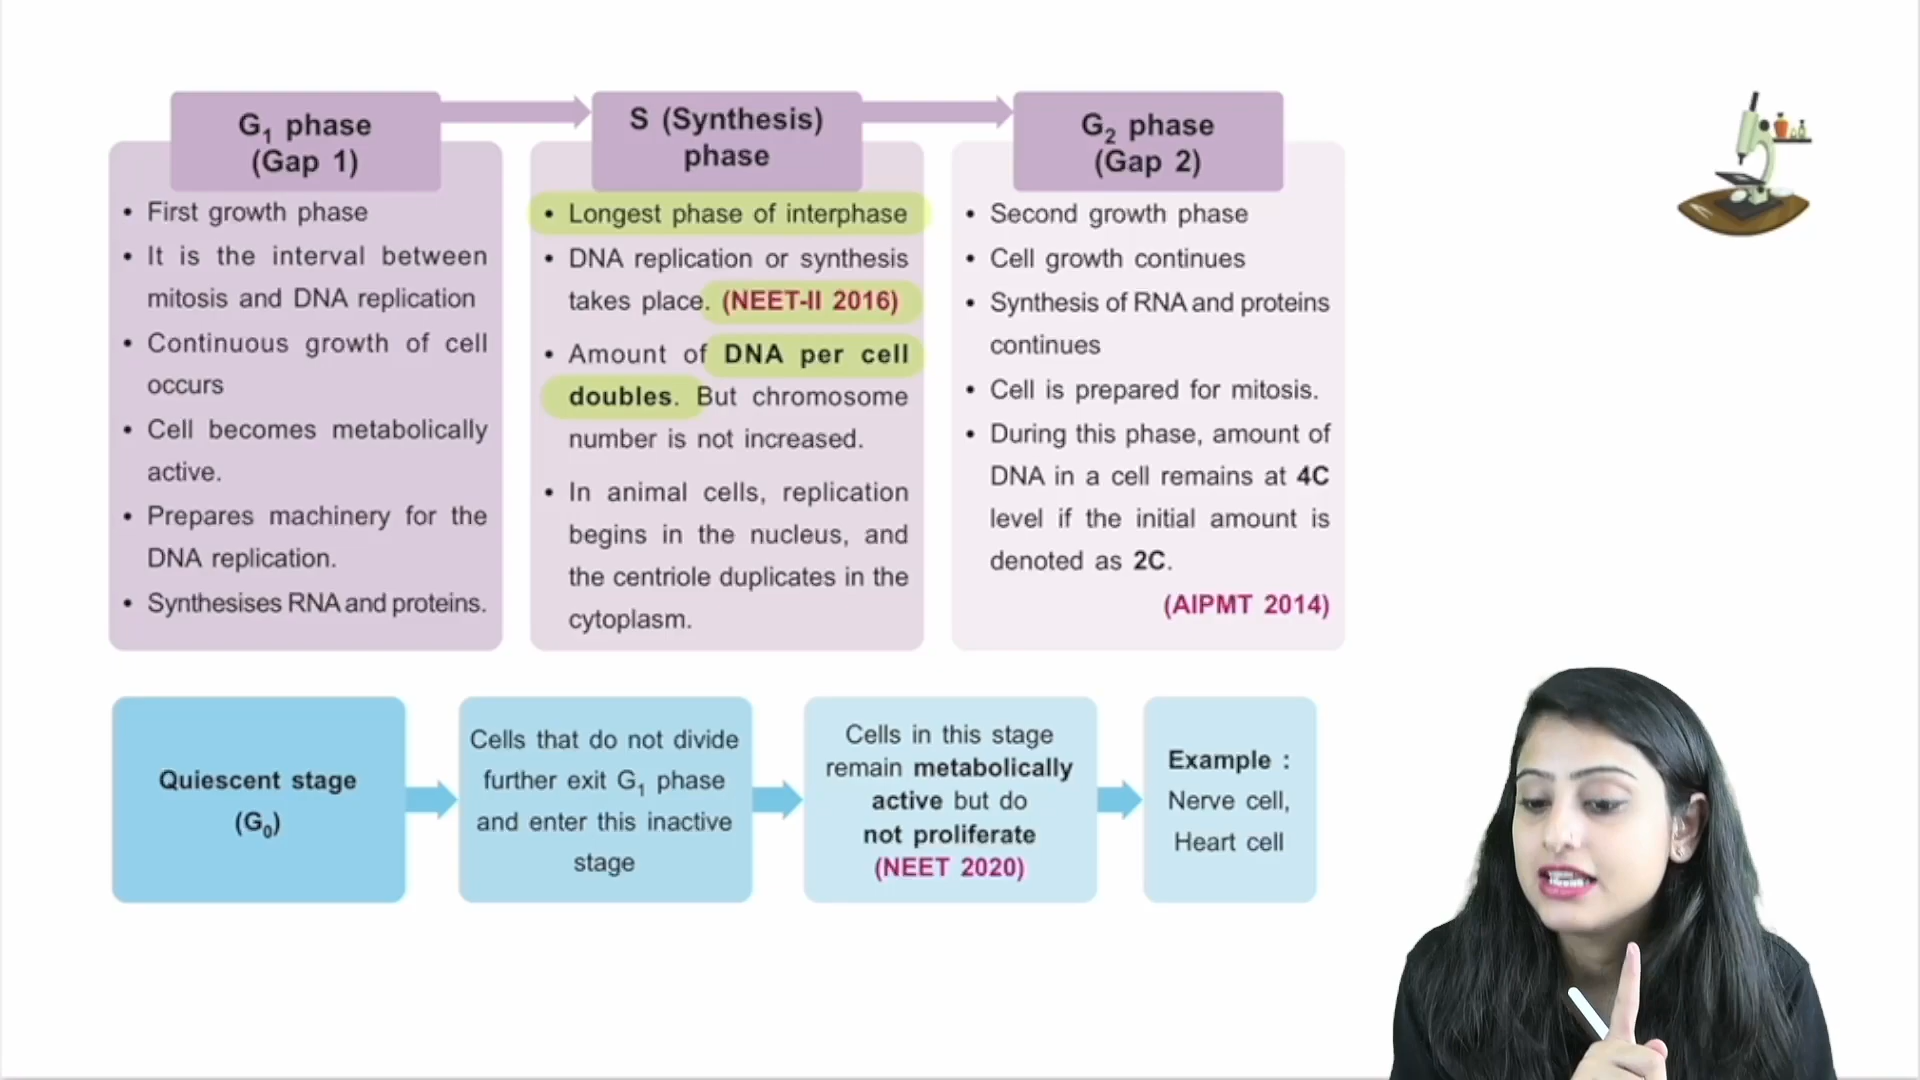 G₁ phase
(Gap 1)
• First growth phase
• It is the interval between
mitosis and DNA replication
• Continuous growth of cell
occurs
• Cell becomes metabolically
active.
• Prepares machinery for the
DNA replication.
• Synthesises RNA and proteins.
S (Synthesis)
phase
• Longest phase of interphase
• DNA replication or synthesis
takes place. (NEET-II 2016)
• Amount of DNA per cell
doubles. But chromosome
number is not increased.
• In animal cells, replication
begins in the nucleus, and
the centriole duplicates in the
cytoplasm.
G₂ phase
(Gap 2)
• Second growth phase
• Cell growth continues
• Synthesis of RNA and proteins
continues
• Cell is prepared for mitosis.
• During this phase, amount of
DNA in a cell remains at 4C
level if the initial amount is
denoted as 2C.
(AIPMT 2014)
Quiescent stage
(G₀)
Cells that do not divide
further exit G₁ phase
and enter this inactive
stage
Cells in this stage
remain metabolically
active but do
not proliferate
(NEET 2020)
Example :
Nerve cell,
Heart cell